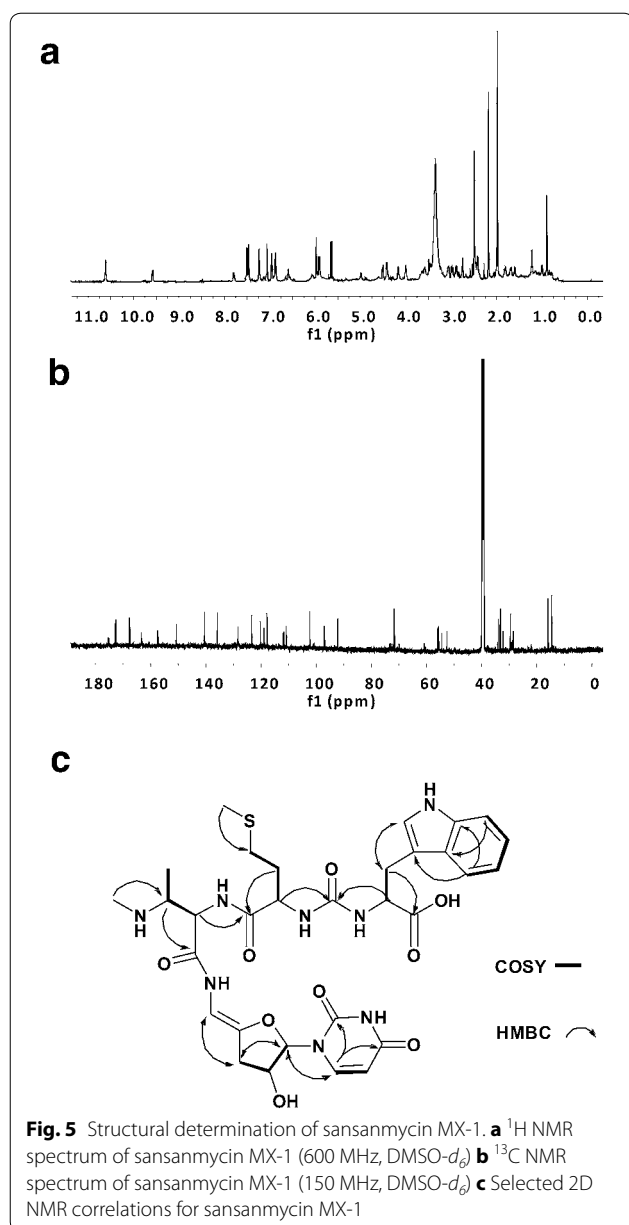 a
11.0 10.0 9.0 8.0 7.0 6.0 5.0 4.0 3.0 2.0 1.0 0.0
f1 (ppm)
b
180 160 140 120 100 80 60 40 20 0
f1 (ppm)
c
H
N
S
O
H
N
OH
N
H
O
N
H
N
H
O
O
NH
O
O
NH
N
O
OH
COSY
HMBC
Fig. 5 Structural determination of sansanmycin MX-1. a ¹H NMR
spectrum of sansanmycin MX-1 (600 MHz, DMSO-d₆) b ¹³C NMR
spectrum of sansanmycin MX-1 (150 MHz, DMSO-d₆) c Selected 2D
NMR correlations for sansanmycin MX-1